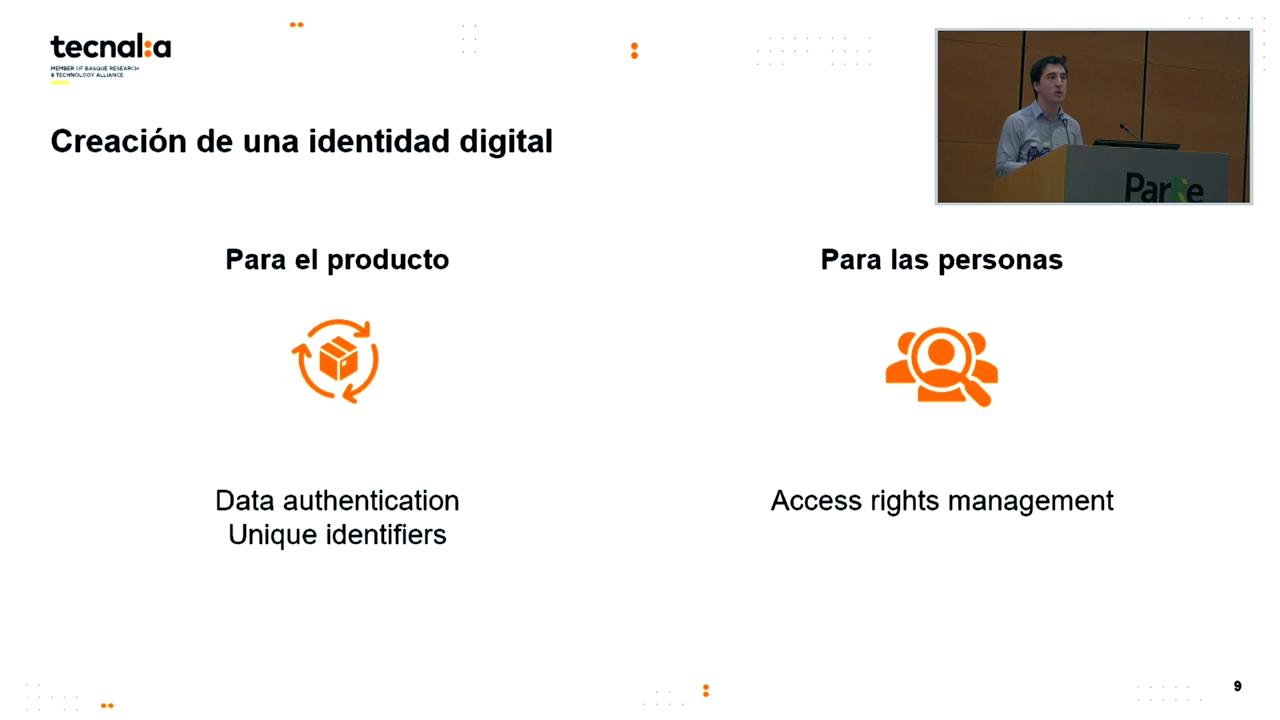 tecnal:a
MEMBER OF BASQUE RESEARCH
& TECHNOLOGY ALLIANCE
Creación de una identidad digital
ParKe
Para el producto
Para las personas
Data authentication
Unique identifiers
Access rights management
9